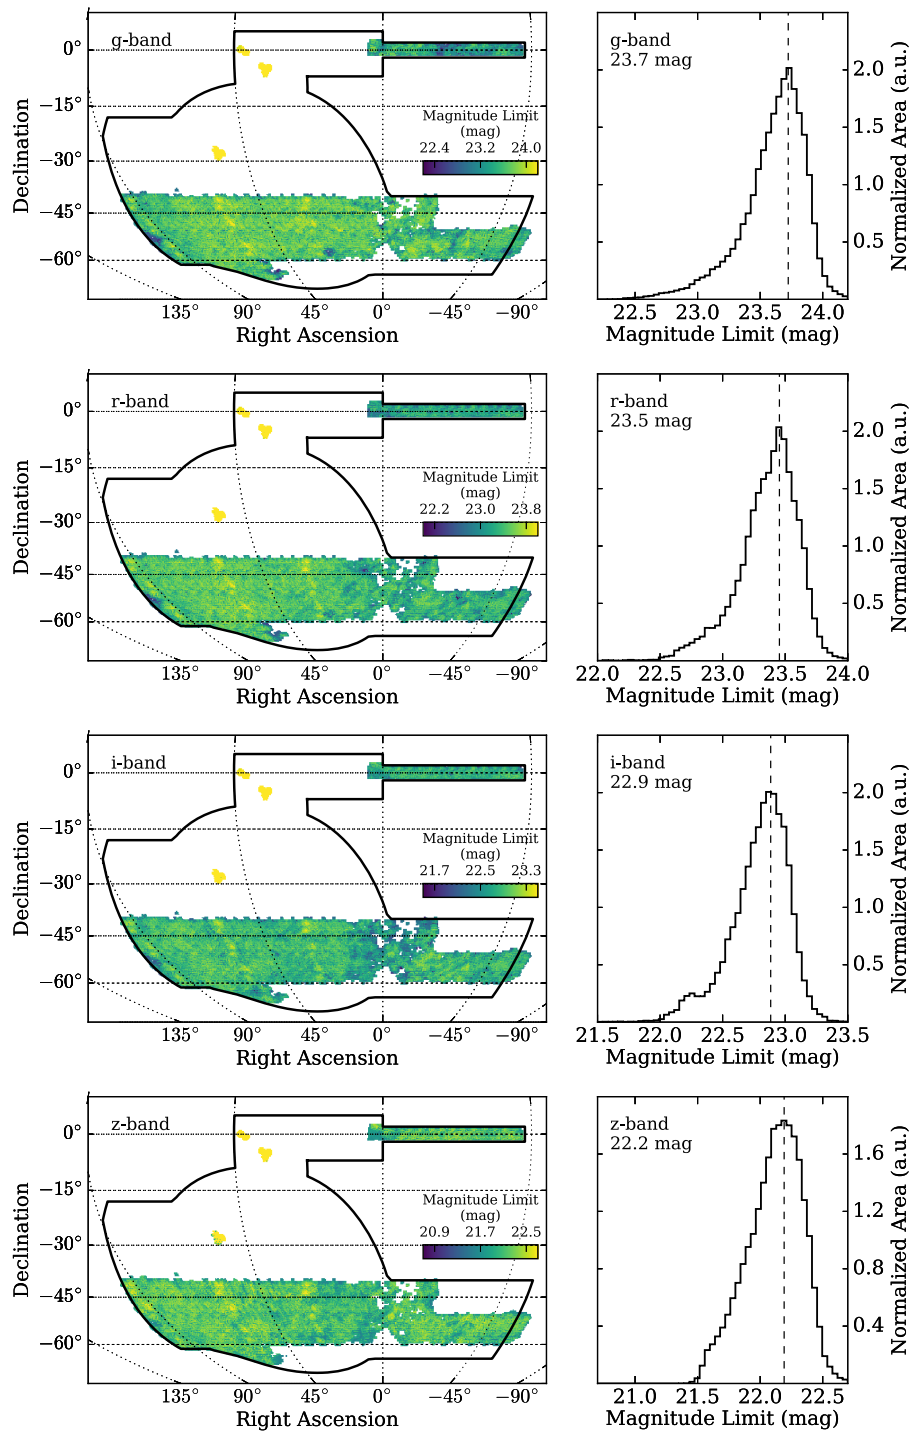 g-band
Magnitude Limit
(mag)
22.4 23.2 24.0
0°
−15°
−30°
−45°
−60°
Declination
135° 90° 45° 0° −45° −90°
Right Ascension
g-band
23.7 mag
2.0
1.5
1.0
0.5
Normalized Area (a.u.)
22.5 23.0 23.5 24.0
Magnitude Limit (mag)
r-band
Magnitude Limit
(mag)
22.2 23.0 23.8
0°
−15°
−30°
−45°
−60°
Declination
135° 90° 45° 0° −45° −90°
Right Ascension
r-band
23.5 mag
2.0
1.5
1.0
0.5
Normalized Area (a.u.)
22.0 22.5 23.0 23.5 24.0
Magnitude Limit (mag)
i-band
Magnitude Limit
(mag)
21.7 22.5 23.3
0°
−15°
−30°
−45°
−60°
Declination
135° 90° 45° 0° −45° −90°
Right Ascension
i-band
22.9 mag
2.0
1.5
1.0
0.5
Normalized Area (a.u.)
21.5 22.0 22.5 23.0 23.5
Magnitude Limit (mag)
z-band
Magnitude Limit
(mag)
20.9 21.7 22.5
0°
−15°
−30°
−45°
−60°
Declination
135° 90° 45° 0° −45° −90°
Right Ascension
z-band
22.2 mag
1.6
1.2
0.8
0.4
Normalized Area (a.u.)
21.0 21.5 22.0 22.5
Magnitude Limit (mag)